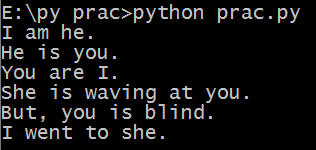 E:\py prac>python prac.py
I am he.
He is you.
You are I.
She is waving at you.
But, you is blind.
I went to she.